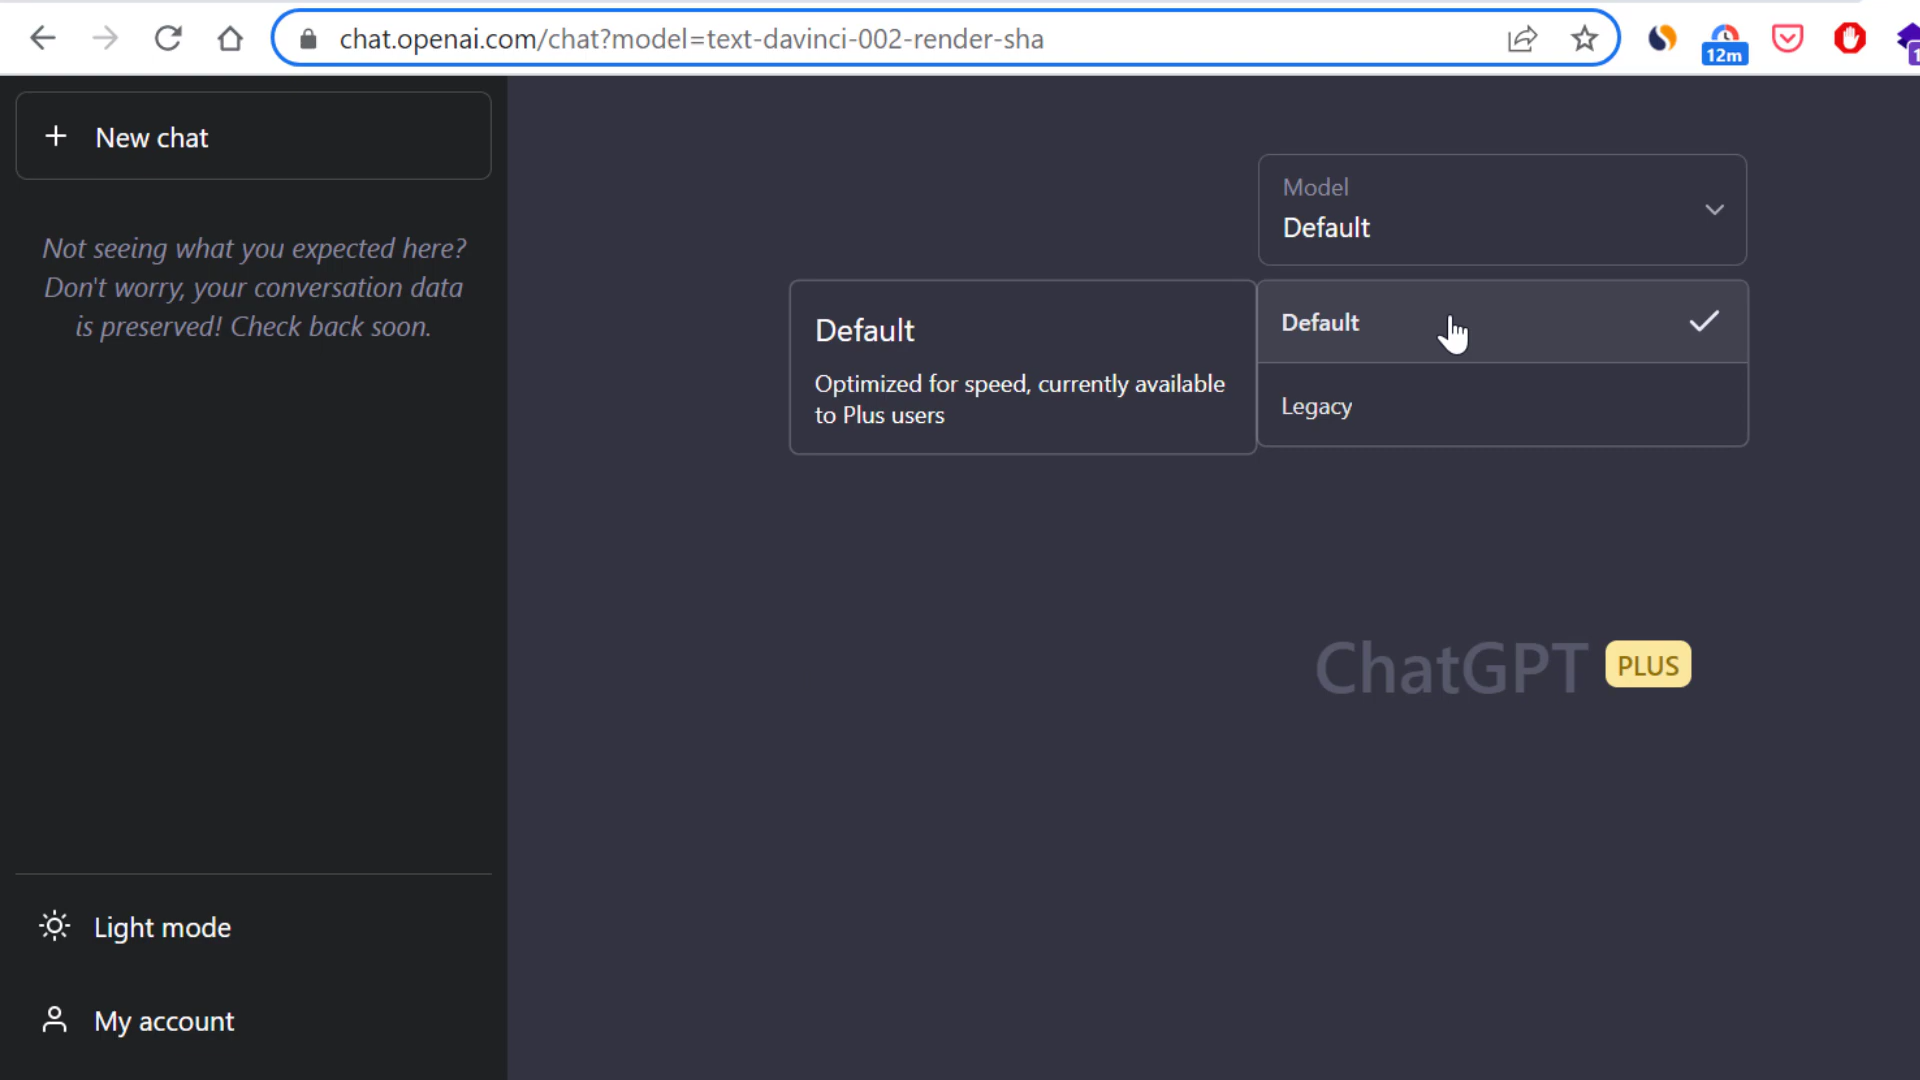 chat.openai.com/chat?model=text-davinci-002-render-sha
12m
1
New chat
Not seeing what you expected here?
Don't worry, your conversation data
is preserved! Check back soon.
Model
Default
Default
Optimized for speed, currently available
to Plus users
Default
Legacy
ChatGPT PLUS
Light mode
My account